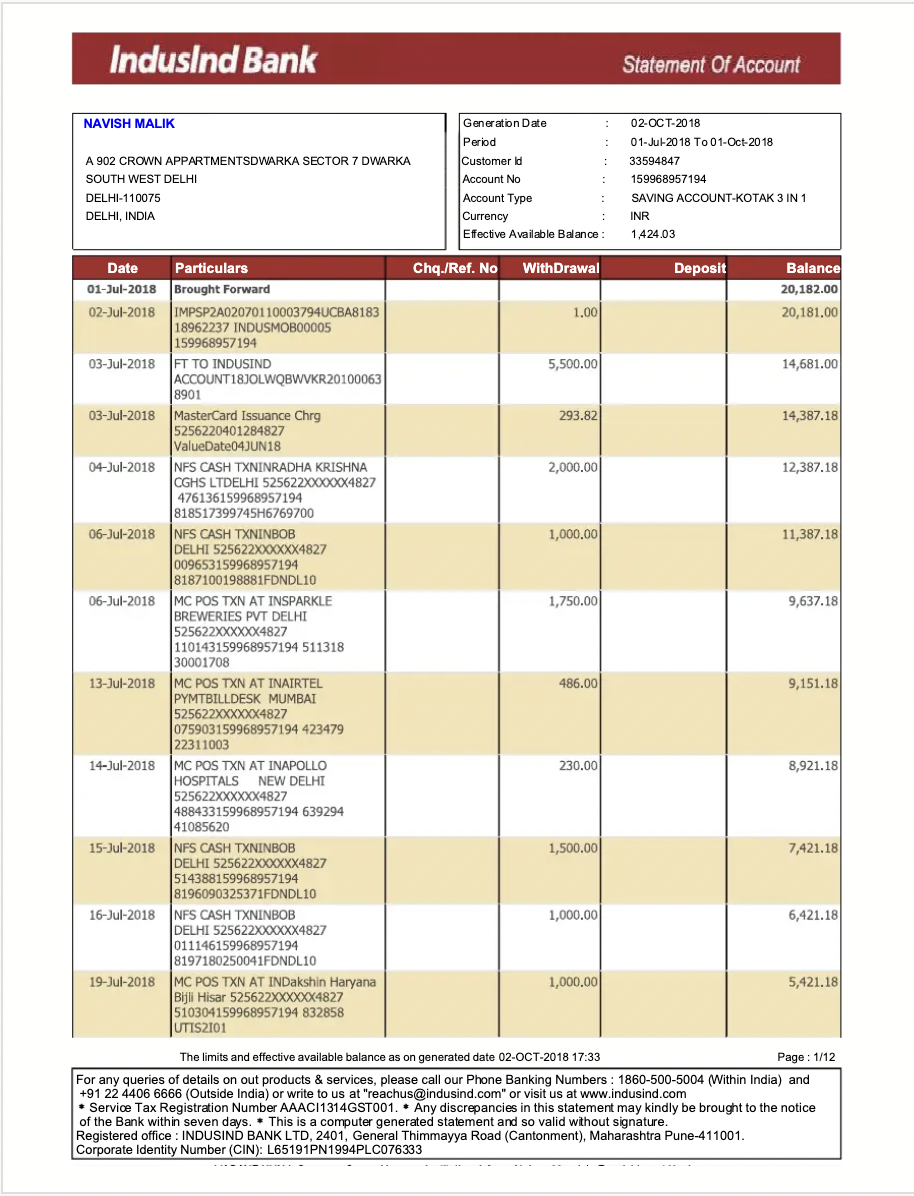 IndusInd Bank
Statement Of Account
NAVISH MALIK
A 902 CROWN APPARTMENTSDWARKA SECTOR 7 DWARKA
SOUTH WEST DELHI
DELHI-110075
DELHI, INDIA
Generation Date : 02-OCT-2018
Period : 01-Jul-2018 To 01-Oct-2018
Customer Id : 33594847
Account No : 159968957194
Account Type : SAVING ACCOUNT-KOTAK 3 IN 1
Currency : INR
Effective Available Balance : 1,424.03
Date Particulars Chq./Ref. No WithDrawal Deposit Balance
01-Jul-2018 Brought Forward 20,182.00
02-Jul-2018 IMPSP2A02070110003794UCBA8183 1.00 20,181.00
18962237 INDUSMOB00005
159968957194
03-Jul-2018 FT TO INDUSIND 5,500.00 14,681.00
ACCOUNT18JOLWQBWVKR20100063
8901
03-Jul-2018 MasterCard Issuance Chrg 293.82 14,387.18
5256220401284827
ValueDate04JUN18
04-Jul-2018 NFS CASH TXNINRADHA KRISHNA 2,000.00 12,387.18
CGHS LTDELHI 525622XXXXXX4827
476136159968957194
818517399745H6769700
06-Jul-2018 NFS CASH TXNINBOB 1,000.00 11,387.18
DELHI 525622XXXXXX4827
009653159968957194
8187100198881FDNDL10
06-Jul-2018 MC POS TXN AT INSPARKLE 1,750.00 9,637.18
BREWERIES PVT DELHI
525622XXXXXX4827
110143159968957194 511318
30001708
13-Jul-2018 MC POS TXN AT INAIRTEL 486.00 9,151.18
PYMTBILLDESK MUMBAI
525622XXXXXX4827
075903159968957194 423479
22311003
14-Jul-2018 MC POS TXN AT INAPOLLO 230.00 8,921.18
HOSPITALS NEW DELHI
525622XXXXXX4827
488433159968957194 639294
41085620
15-Jul-2018 NFS CASH TXNINBOB 1,500.00 7,421.18
DELHI 525622XXXXXX4827
514388159968957194
8196090325371FDNDL10
16-Jul-2018 NFS CASH TXNINBOB 1,000.00 6,421.18
DELHI 525622XXXXXX4827
011146159968957194
8197180250041FDNDL10
19-Jul-2018 MC POS TXN AT INDakshin Haryana 1,000.00 5,421.18
Bijli Hisar 525622XXXXXX4827
510304159968957194 832858
UTIS2I01
The limits and effective available balance as on generated date 02-OCT-2018 17:33 Page : 1/12
For any queries of details on out products & services, please call our Phone Banking Numbers : 1860-500-5004 (Within India) and
+91 22 4406 6666 (Outside India) or write to us at "reachus@indusind.com" or visit us at www.indusind.com
* Service Tax Registration Number AAACI1314GST001. * Any discrepancies in this statement may kindly be brought to the notice
of the Bank within seven days. * This is a computer generated statement and so valid without signature.
Registered office : INDUSIND BANK LTD, 2401, General Thimmayya Road (Cantonment), Maharashtra Pune-411001.
Corporate Identity Number (CIN): L65191PN1994PLC076333